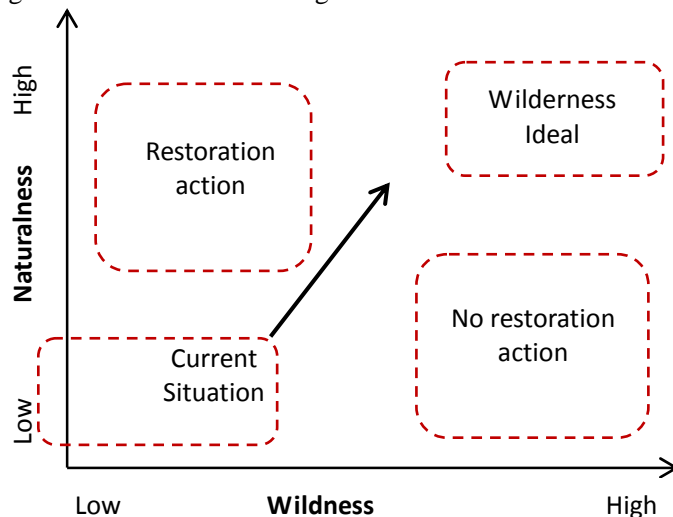 High
Wilderness
Ideal
Restoration
action
Naturalness
No restoration
action
Current
Situation
Low
Low
Wildness
High